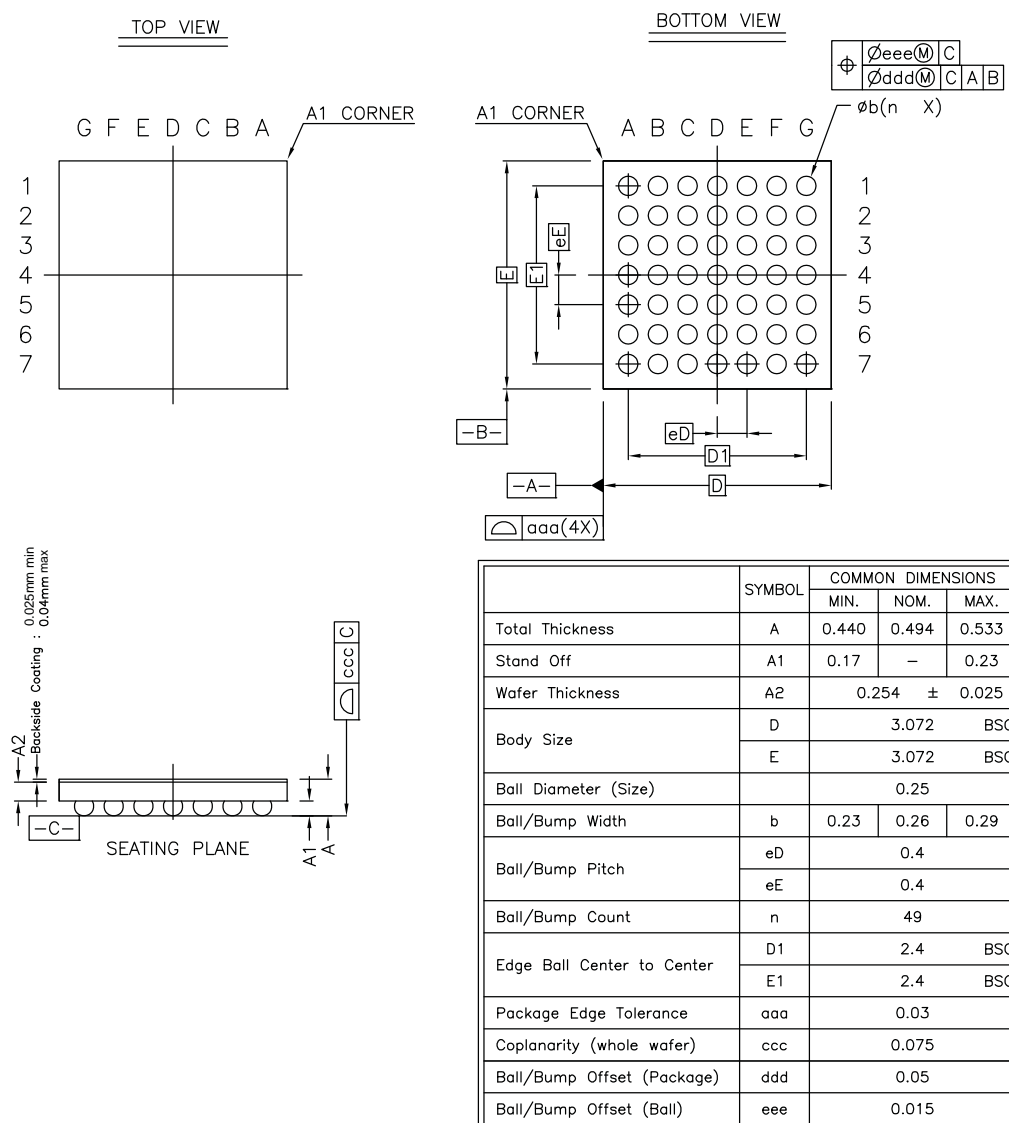 TOP VIEW
G F E D C B A
A1 CORNER
1
2
3
4
5
6
7
BOTTOM VIEW
Øeee Ⓜ C
Øddd Ⓜ C A B
øb(n X)
A1 CORNER
A B C D E F G
1
2
3
4
5
6
7
eE
E1
E
-B-
eD
D1
-A-
D
aaa(4X)
Backside Coating : 0.025mm min
0.04mm max
A2
ccc C
-C-
SEATING PLANE
A1
A
SYMBOL COMMON DIMENSIONS
MIN. NOM. MAX.
Total Thickness A 0.440 0.494 0.533
Stand Off A1 0.17 – 0.23
Wafer Thickness A2 0.254 ± 0.025
Body Size D 3.072 BSC
E 3.072 BSC
Ball Diameter (Size) 0.25
Ball/Bump Width b 0.23 0.26 0.29
Ball/Bump Pitch eD 0.4
eE 0.4
Ball/Bump Count n 49
Edge Ball Center to Center D1 2.4 BSC
E1 2.4 BSC
Package Edge Tolerance aaa 0.03
Coplanarity (whole wafer) ccc 0.075
Ball/Bump Offset (Package) ddd 0.05
Ball/Bump Offset (Ball) eee 0.015